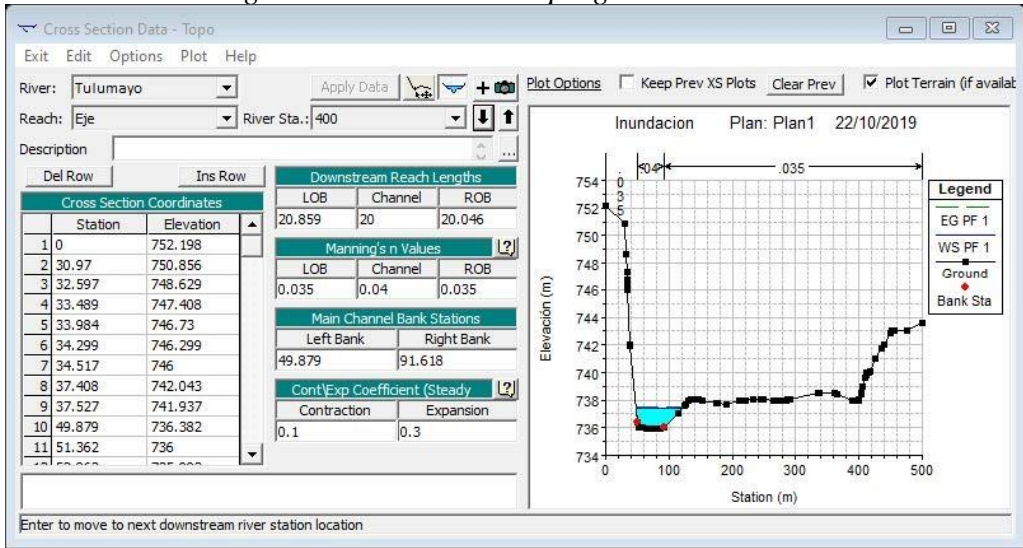 Cross Section Data - Topo
Exit Edit Options Plot Help
River: Tulumayo Apply Data
Reach: Eje River Sta.: 400
Description ...
Del Row Ins Row
Cross Section Coordinates
Station Elevation
1 0 752.198
2 30.97 750.856
3 32.597 748.629
4 33.489 747.408
5 33.984 746.73
6 34.299 746.299
7 34.517 746
8 37.408 742.043
9 37.527 741.937
10 49.879 736.382
11 51.362 736
Downstream Reach Lengths
LOB Channel ROB
20.859 20 20.046
Manning's n Values
LOB Channel ROB
0.035 0.04 0.035
Main Channel Bank Stations
Left Bank Right Bank
49.879 91.618
Cont\Exp Coefficient (Steady
Contraction Expansion
0.1 0.3
Enter to move to next downstream river station location
Plot Options Keep Prev XS Plots Clear Prev Plot Terrain (if availab
Inundacion Plan: Plan1 22/10/2019
.035 .04 .035
754
752
750
748
746
744
742
740
738
736
734
Elevación (m)
0 100 200 300 400 500
Station (m)
Legend
EG PF 1
WS PF 1
Ground
Bank Sta